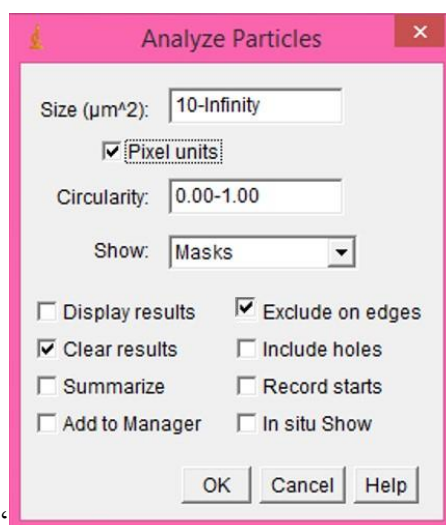 Analyze Particles
Size (µm^2): 10-Infinity
Pixel units
Circularity: 0.00-1.00
Show: Masks
Display results Exclude on edges
Clear results Include holes
Summarize Record starts
Add to Manager In situ Show
OK Cancel Help
‘